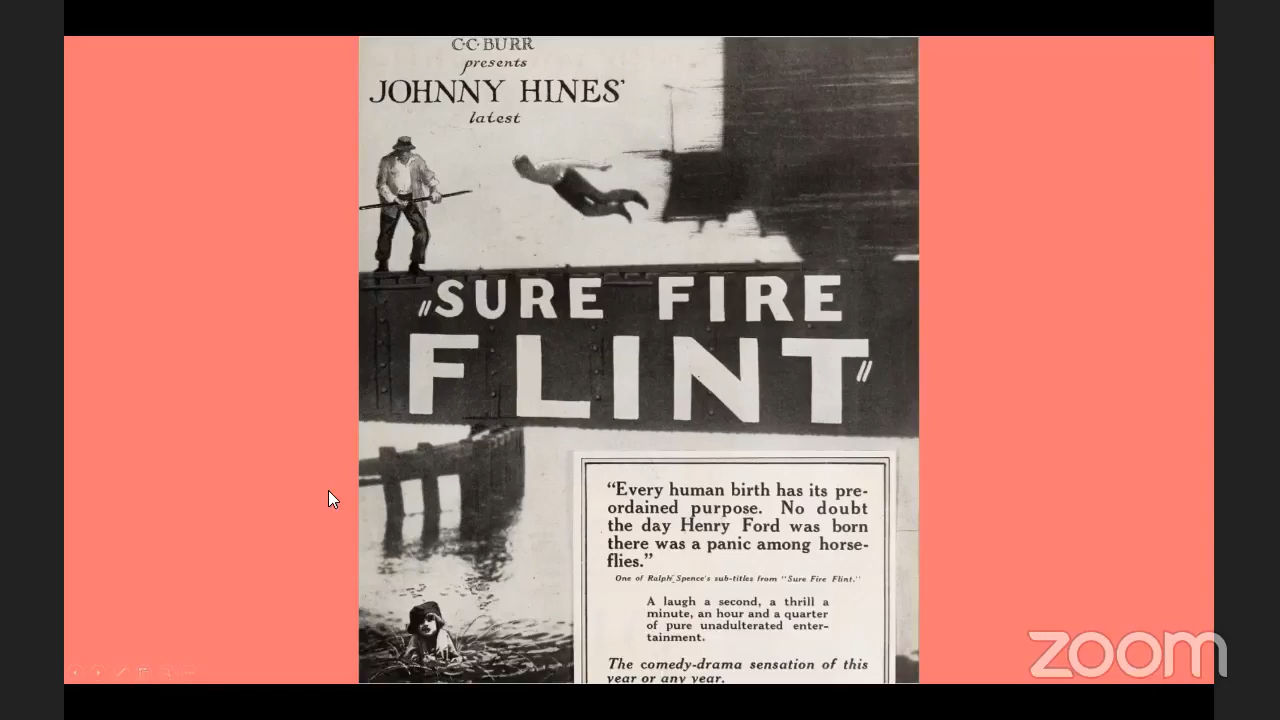 C·C·BURR
presents
JOHNNY HINES'
latest
"SURE FIRE
FLINT"
"Every human birth has its pre-
ordained purpose. No doubt
the day Henry Ford was born
there was a panic among horse-
flies."
One of Ralph Spence's sub-titles from "Sure Fire Flint."
A laugh a second, a thrill a
minute, an hour and a quarter
of pure unadulterated enter-
tainment.
The comedy-drama sensation of this
year or any year.
zoom